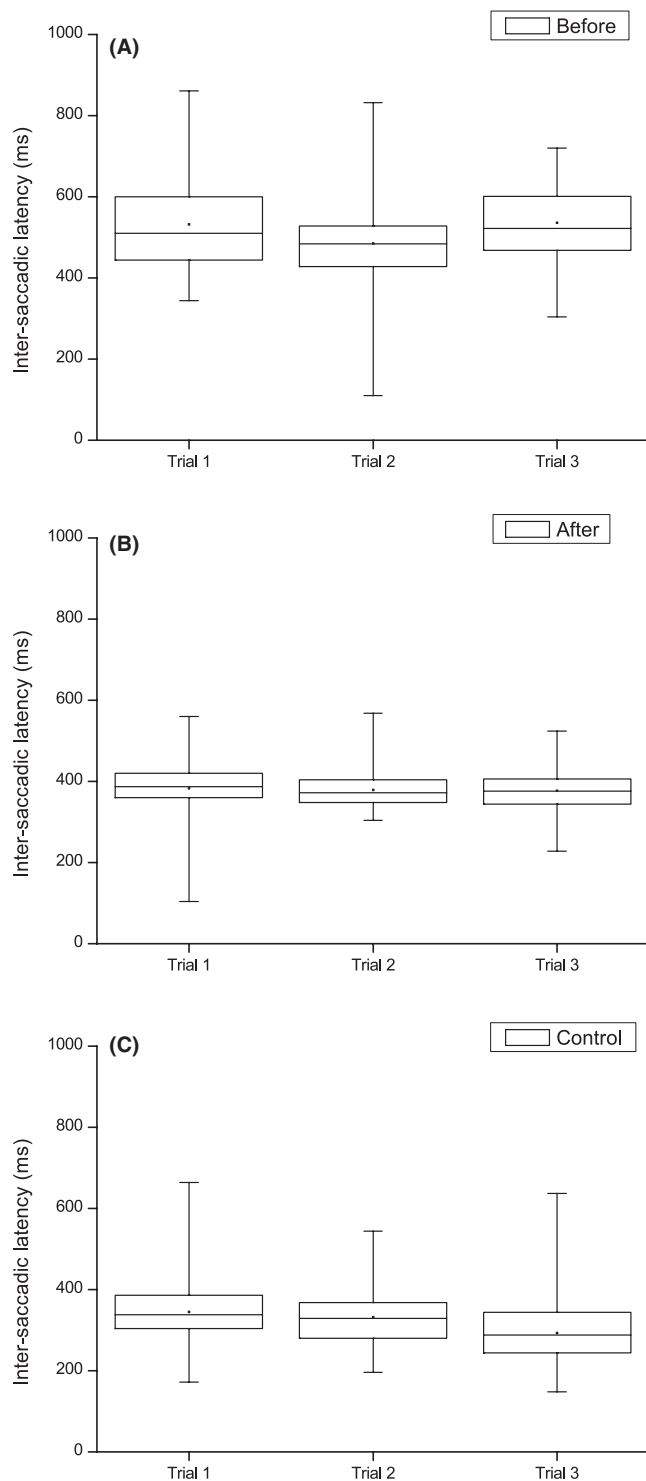 (A)
Before
1000
800
600
400
200
0
Inter-saccadic latency (ms)
Trial 1 Trial 2 Trial 3
(B)
After
1000
800
600
400
200
0
Inter-saccadic latency (ms)
Trial 1 Trial 2 Trial 3
(C)
Control
1000
800
600
400
200
0
Inter-saccadic latency (ms)
Trial 1 Trial 2 Trial 3